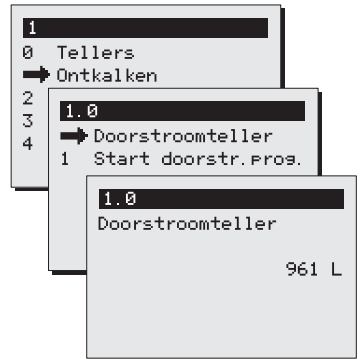 1
0 Tellers
Ontkalken
2
3
4
1.0
Doorstroomteller
1 Start doorstr.prog.
1.0
Doorstroomteller
961 L